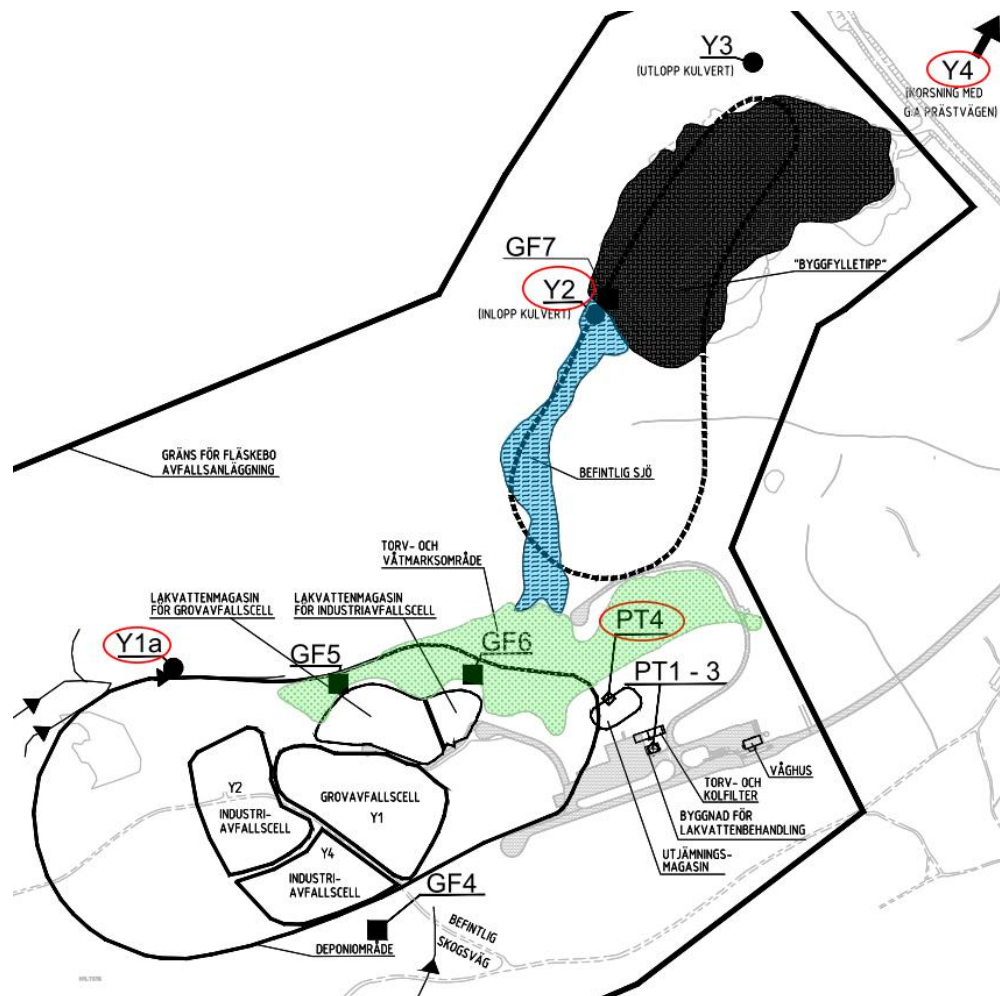 Y3
(UTLOPP KULVERT)
Y4
(KORSNING MED
GA PRÄSTVÄGEN)
GF7
"BYGGFYLLETIPP"
Y2
(INLOPP KULVERT)
GRÄNS FÖR FLÄSKEBO
AVFALLSANLÄGGNING
BEFINTLIG SJÖ
TORV- OCH
VÅTMARKSOMRÅDE
LAKVATTENMAGASIN
FÖR GROVAVFALLSCELL
LAKVATTENMAGASIN
FÖR INDUSTRIAVFALLSCELL
Y1a
GF5
GF6
PT4
PT1 - 3
VÅGHUS
TORV- OCH
KOLFILTER
BYGGNAD FÖR
LAKVATTENBEHANDLING
UTJÄMNINGS-
MAGASIN
Y2
INDUSTRI-
AVFALLSCELL
GROVAVFALLSCELL
Y1
Y4
INDUSTRI-
AVFALLSCELL
GF4
BEFINTLIG
SKOGSVÄG
DEPONIOMRÅDE